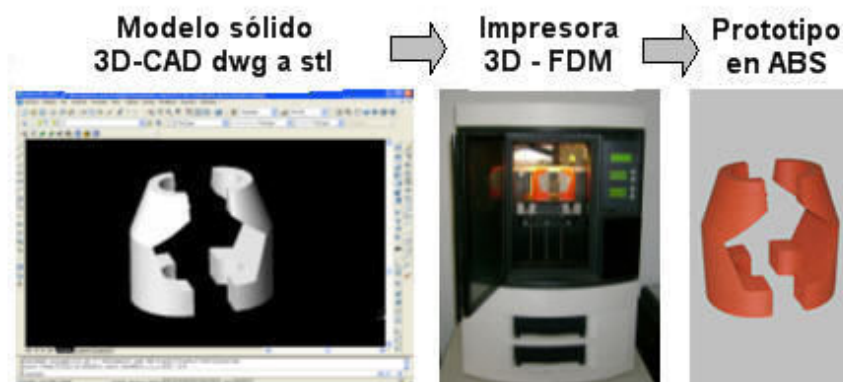 Modelo sólido
3D-CAD dwg a stl
Impresora
3D - FDM
Prototipo
en ABS